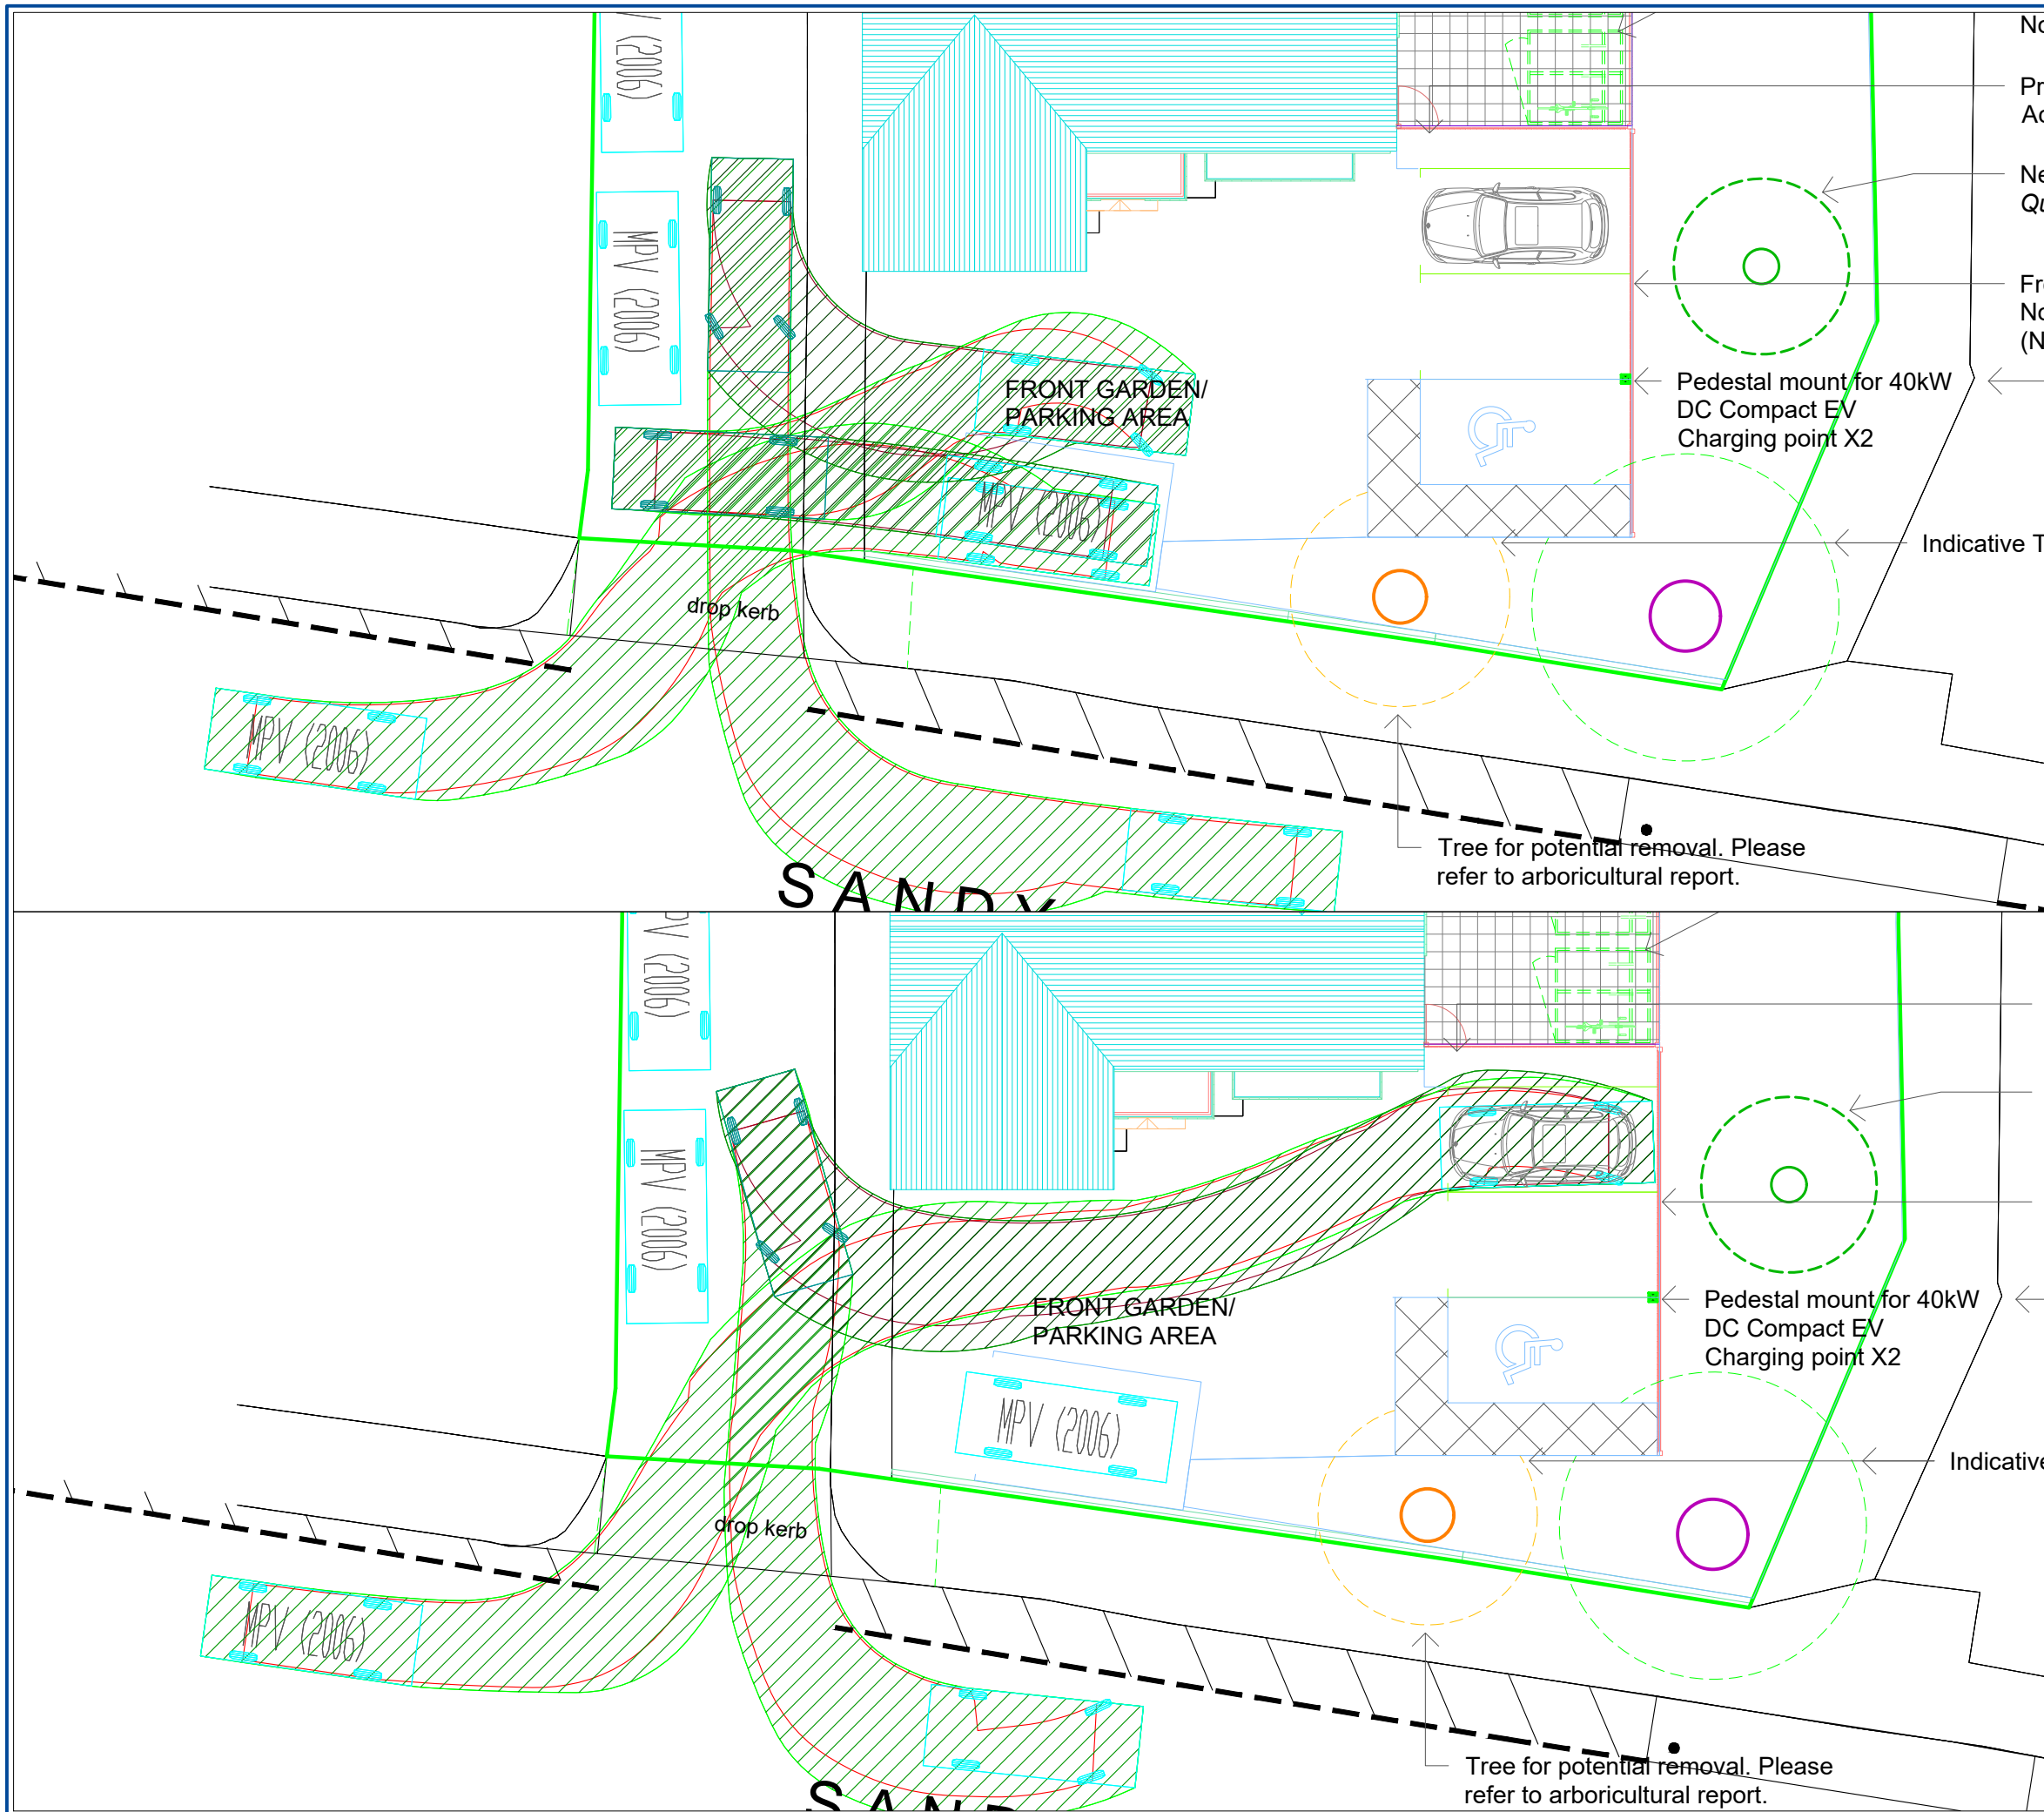 (2006)
MPV (2006)
FRONT GARDEN/
PARKING AREA
MPV (2006)
drop kerb
MPV (2006)
Pedestal mount for 40kW
DC Compact EV
Charging point X2
Indicative
Tree for potential removal. Please
refer to arboricultural report.
SANDY
MPV (2006)
MPV (2006)
FRONT GARDEN/
PARKING AREA
MPV (2006)
drop kerb
MPV (2006)
Pedestal mount for 40kW
DC Compact EV
Charging point X2
Indicative
Tree for potential removal. Please
refer to arboricultural report.
SAND